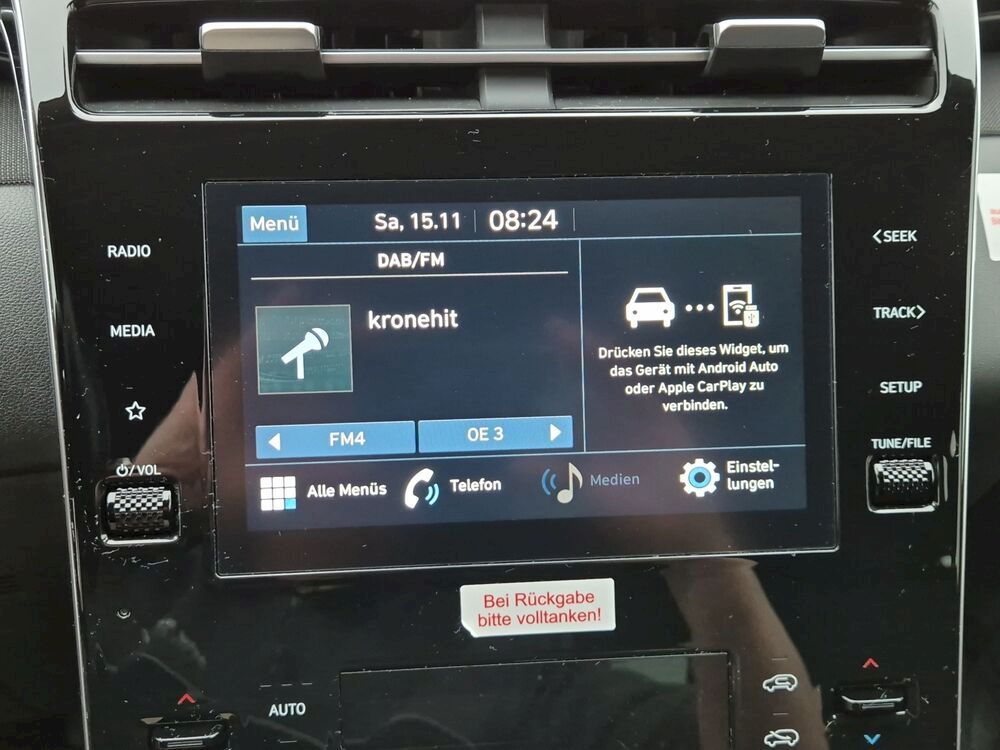 Menü Sa, 15.11 08:24
DAB/FM
kronehit
Drücken Sie dieses Widget, um
das Gerät mit Android Auto
oder Apple CarPlay zu
verbinden.
FM4 OE 3
Alle Menüs Telefon Medien Einstel-
lungen
RADIO
MEDIA
⏻/VOL
<SEEK
TRACK>
SETUP
TUNE/FILE
Bei Rückgabe
bitte volltanken!
AUTO